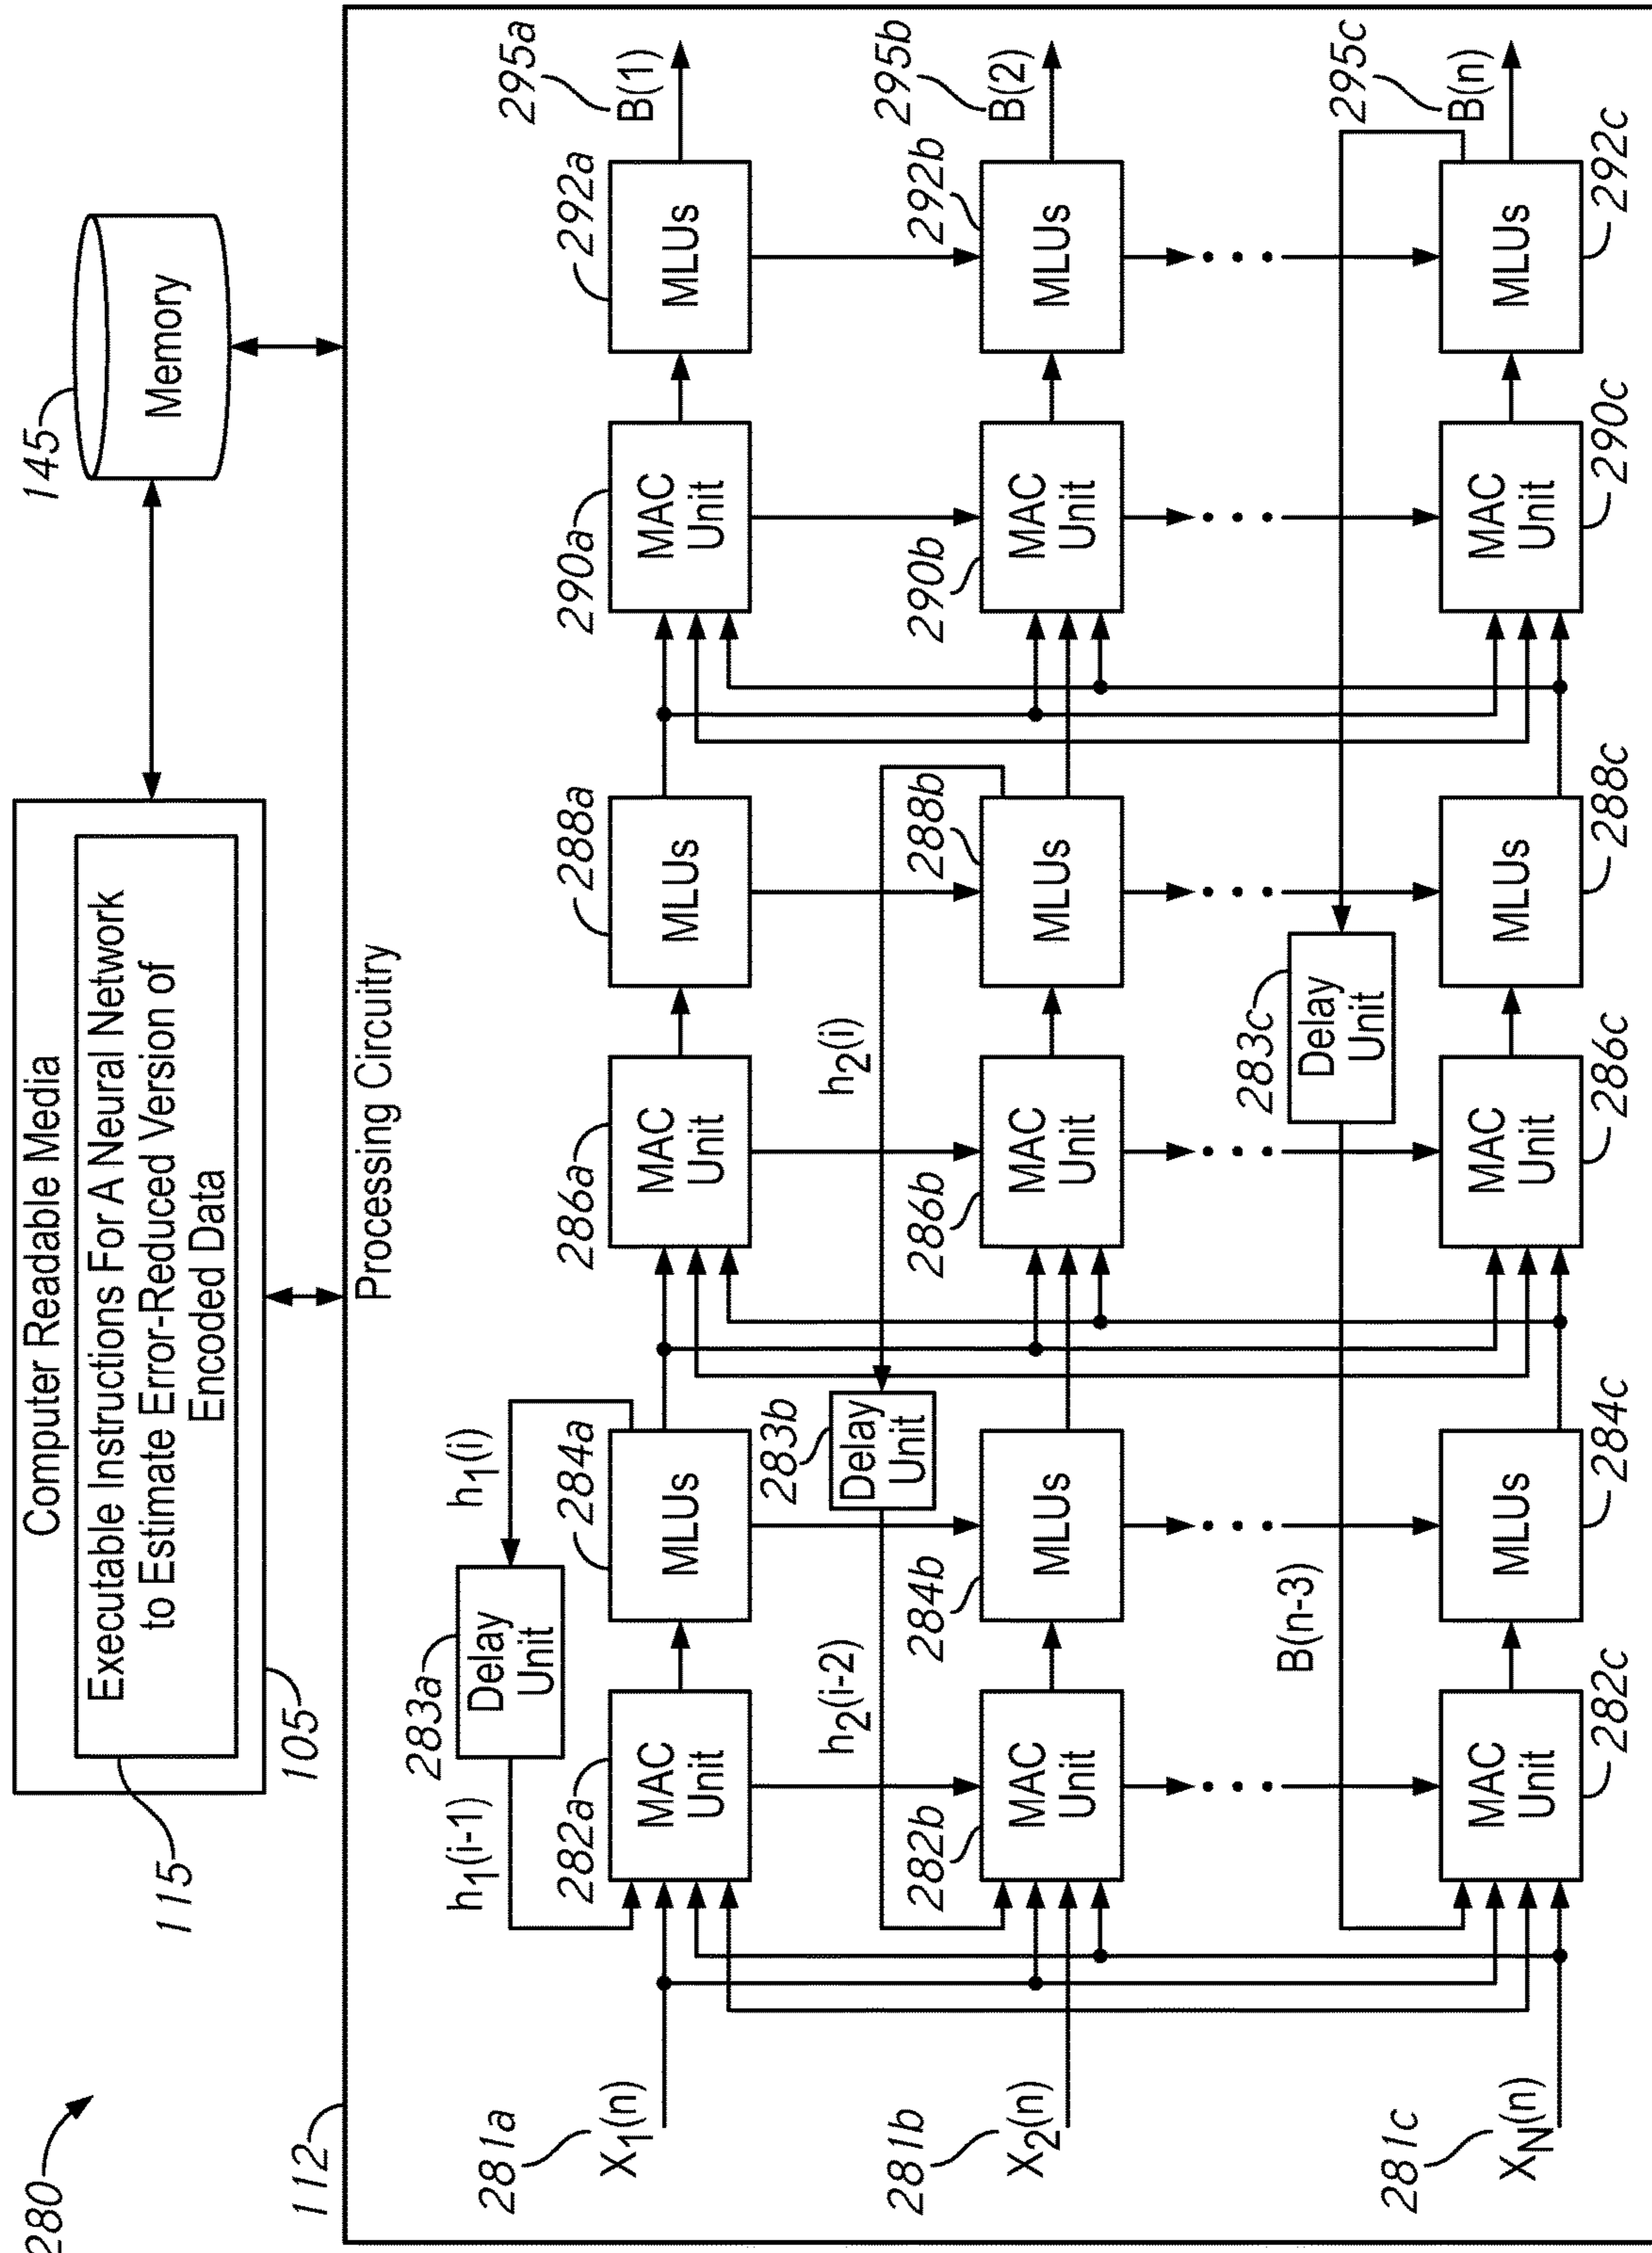 280
Computer Readable Media
Executable Instructions For A Neural Network
to Estimate Error-Reduced Version of
Encoded Data
115
105
145
Memory
112
Processing Circuitry
283a
Delay
Unit
h1(i-1)
h1(i)
281a
X1(n)
282a
MAC
Unit
284a
MLUs
286a
MAC
Unit
288a
MLUs
290a
MAC
Unit
292a
MLUs
295a
B(1)
h2(i-2)
283b
Delay
Unit
h2(i)
281b
X2(n)
282b
MAC
Unit
284b
MLUs
286b
MAC
Unit
288b
MLUs
290b
MAC
Unit
292b
MLUs
295b
B(2)
B(n-3)
283c
Delay
Unit
281c
XN(n)
MAC
Unit
282c
MLUs
284c
MAC
Unit
286c
MLUs
288c
MAC
Unit
290c
MLUs
292c
295c
B(n)